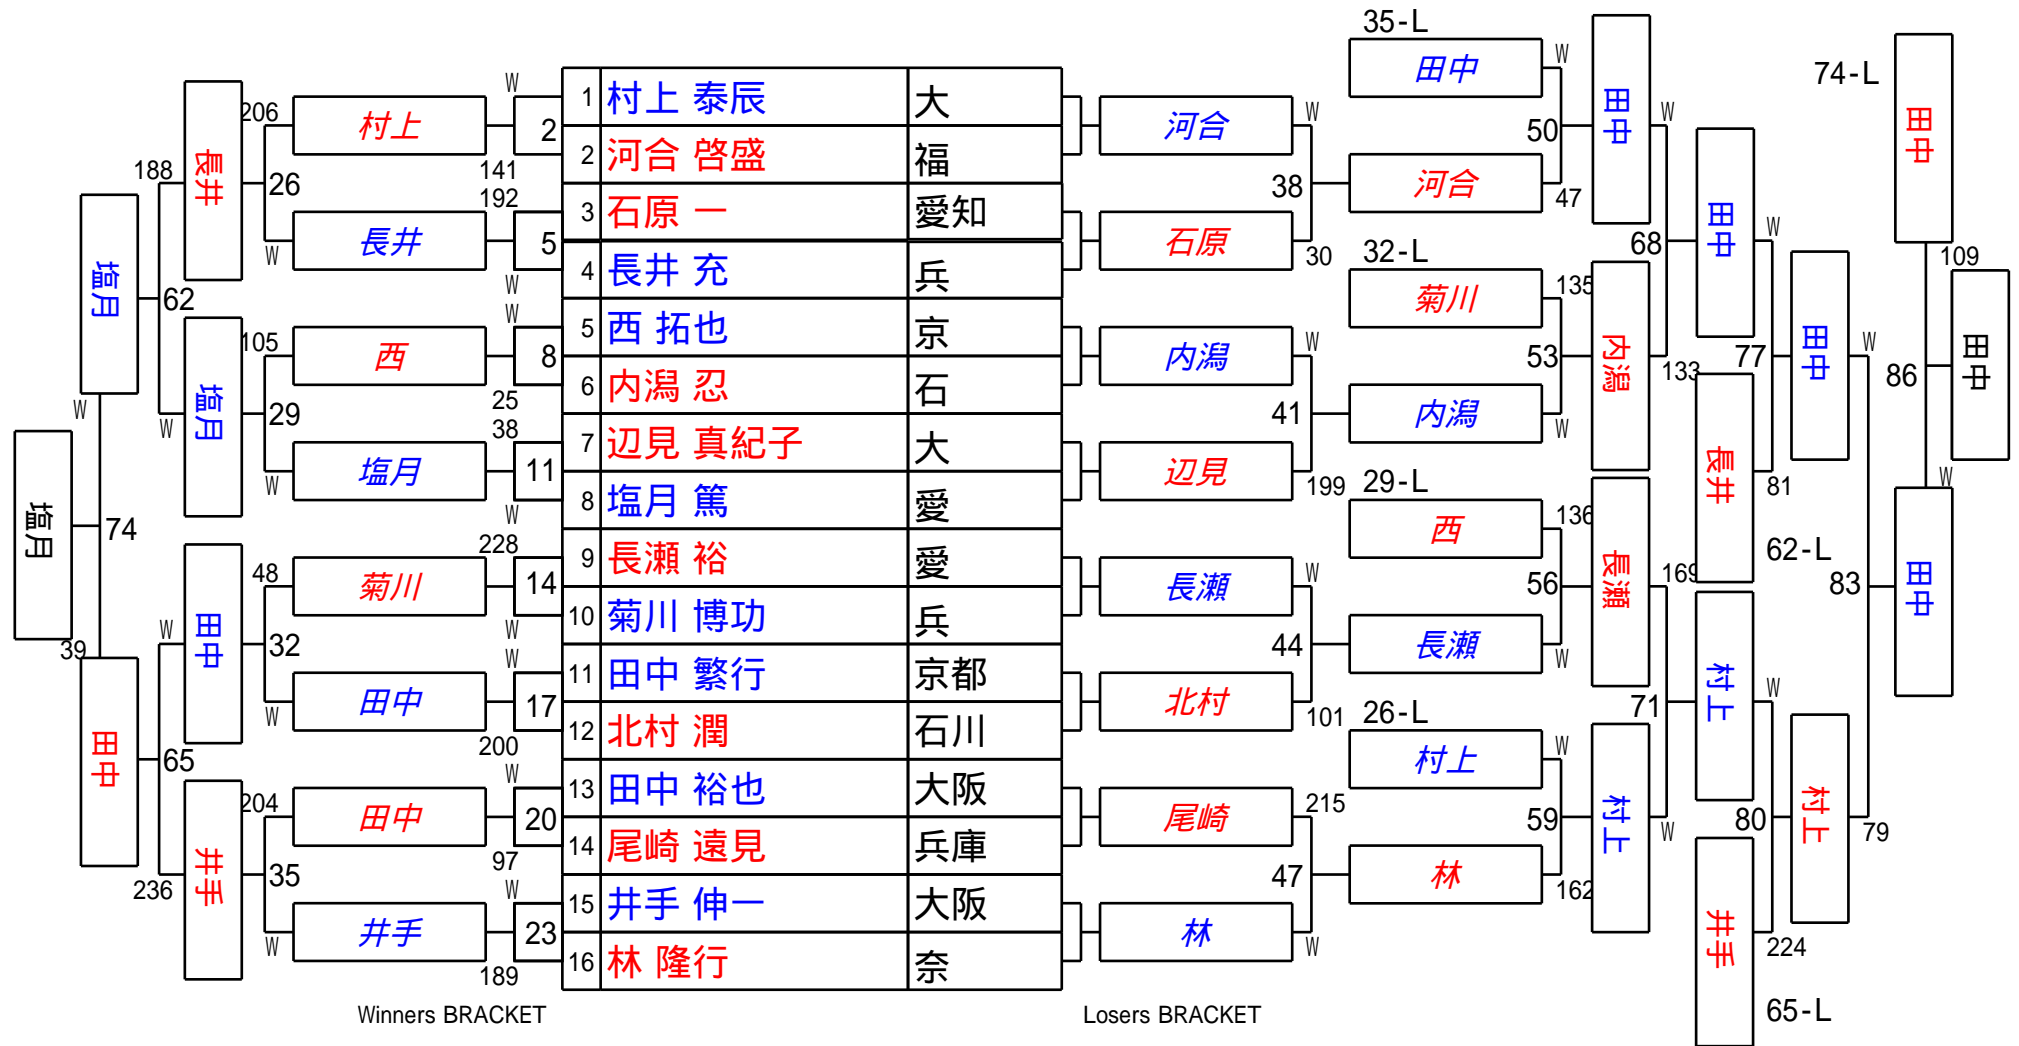 35-L
田中
W
74-L
田中
1 村上 泰辰 大
2 河合 啓盛 福
3 石原 一 愛知
4 長井 充 兵
5 西 拓也 京
6 内潟 忍 石
7 辺見 真紀子 大
8 塩月 篤 愛
9 長瀬 裕 愛
10 菊川 博功 兵
11 田中 繁行 京都
12 北村 潤 石川
13 田中 裕也 大阪
14 尾崎 遠見 兵庫
15 井手 伸一 大阪
16 林 隆行 奈
W
2
141
192
5
W
W
8
25
38
11
W
228
14
W
W
17
200
W
20
97
W
23
189
村上
長井
西
塩月
菊川
田中
田中
井手
206
26
W
105
29
W
48
32
W
204
35
W
長井
塩月
田中
井手
188
62
W
W
65
236
塩月
田中
W
74
39
塩月
河合
石原
内潟
辺見
長瀬
北村
尾崎
林
W
38
30
W
41
199
W
44
101
215
47
W
河合
32-L
菊川
内潟
29-L
西
長瀬
26-L
村上
林
50
47
135
53
W
136
56
W
W
59
162
田中
内潟
長瀬
村上
W
68
133
169
71
W
田中
長井
村上
井手
W
77
81
62-L
W
80
224
65-L
田中
村上
W
83
79
田中
109
86
W
田中
Winners BRACKET
Losers BRACKET